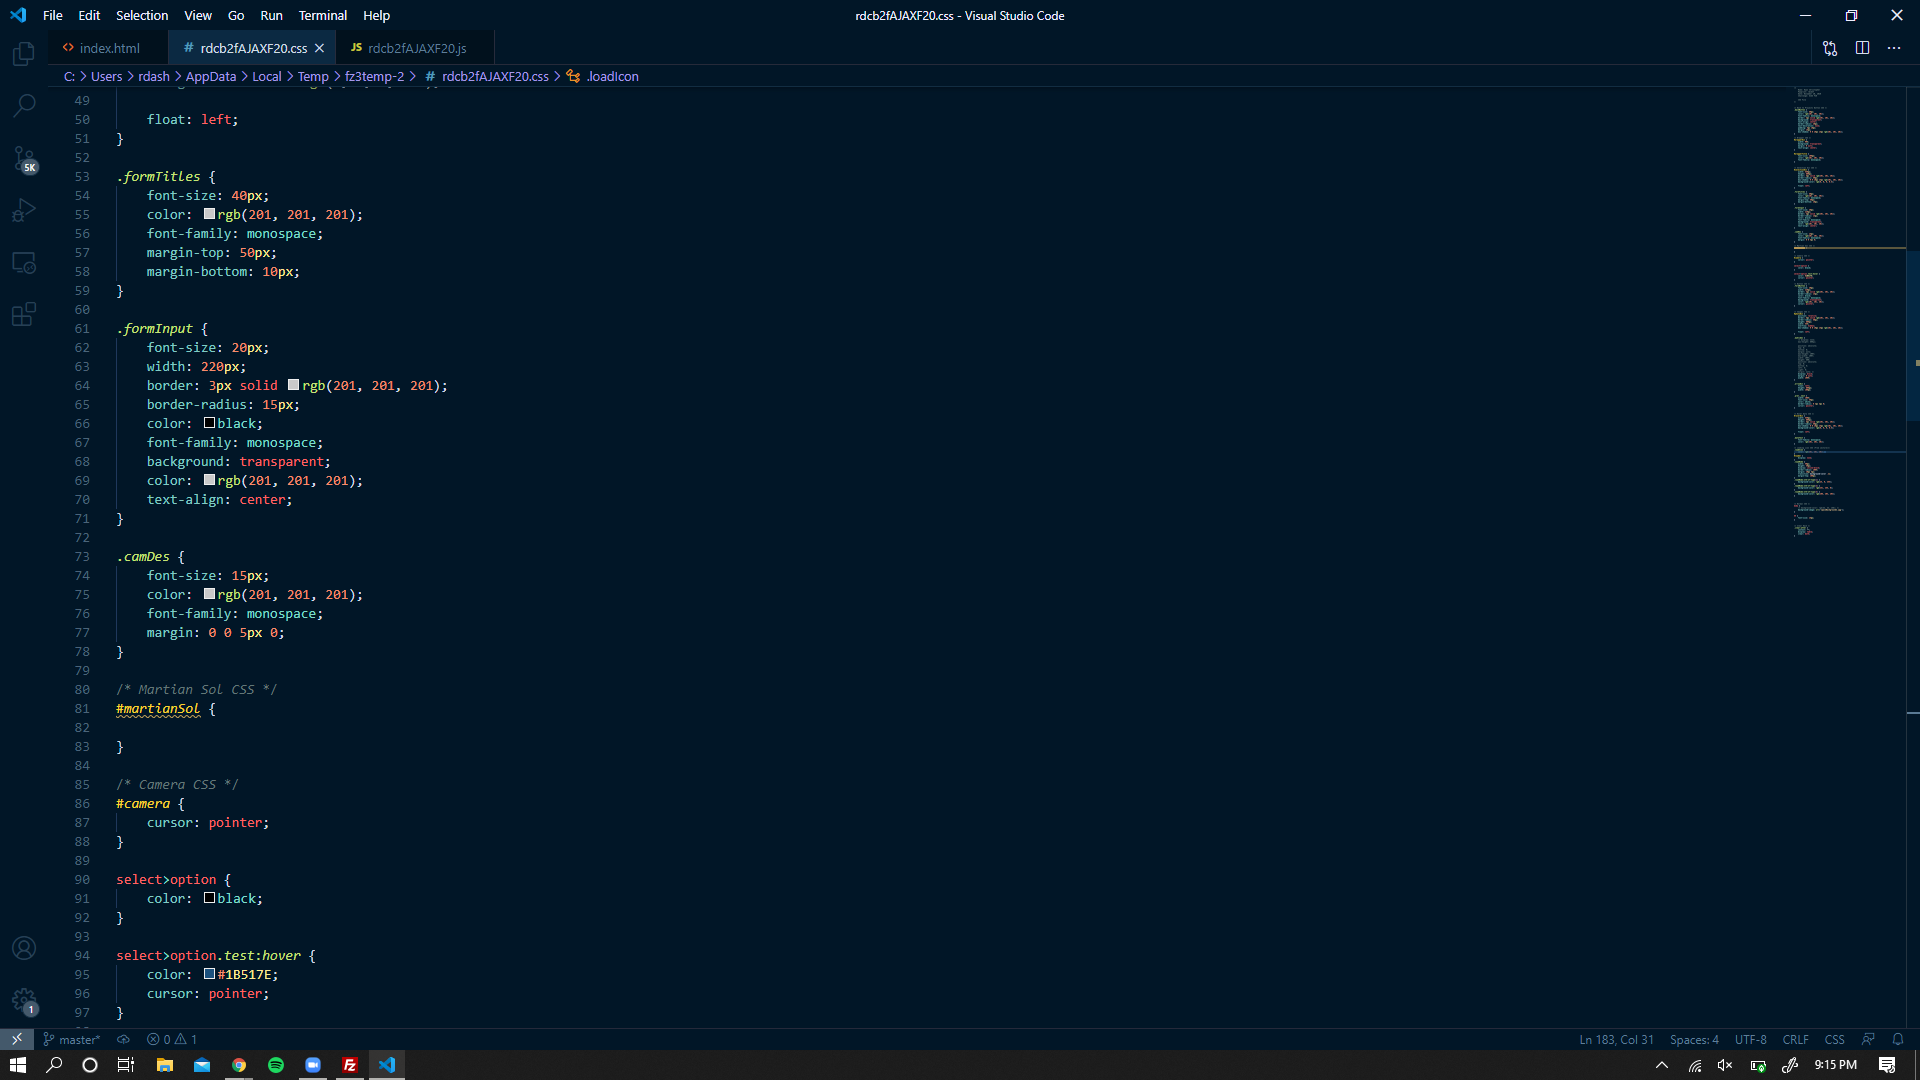 File Edit Selection View Go Run Terminal Help
rdcb2fAJAXF20.css - Visual Studio Code
<> index.html
# rdcb2fAJAXF20.css ×
JS rdcb2fAJAXF20.js
C: > Users > rdash > AppData > Local > Temp > fz3temp-2 > # rdcb2fAJAXF20.css > .loadIcon
49
50 float: left;
51 }
52
53 .formTitles {
54 font-size: 40px;
55 color: rgb(201, 201, 201);
56 font-family: monospace;
57 margin-top: 50px;
58 margin-bottom: 10px;
59 }
60
61 .formInput {
62 font-size: 20px;
63 width: 220px;
64 border: 3px solid rgb(201, 201, 201);
65 border-radius: 15px;
66 color: black;
67 font-family: monospace;
68 background: transparent;
69 color: rgb(201, 201, 201);
70 text-align: center;
71 }
72
73 .camDes {
74 font-size: 15px;
75 color: rgb(201, 201, 201);
76 font-family: monospace;
77 margin: 0 0 5px 0;
78 }
79
80 /* Martian Sol CSS */
81 #martianSol {
82
83 }
84
85 /* Camera CSS */
86 #camera {
87 cursor: pointer;
88 }
89
90 select>option {
91 color: black;
92 }
93
94 select>option.test:hover {
95 color: #1B517E;
96 cursor: pointer;
97 }
5K
1
master* 0 1
Ln 183, Col 31 Spaces: 4 UTF-8 CRLF CSS
Fz
9:15 PM